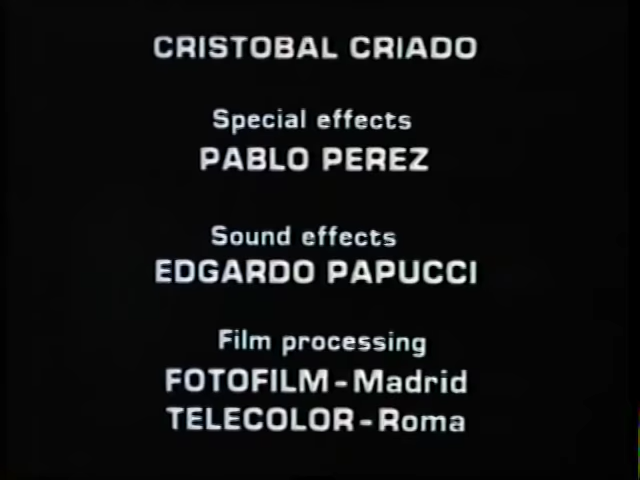 CRISTOBAL CRIADO
Special effects
PABLO PEREZ
Sound effects
EDGARDO PAPUCCI
Film processing
FOTOFILM-Madrid
TELECOLOR-Roma